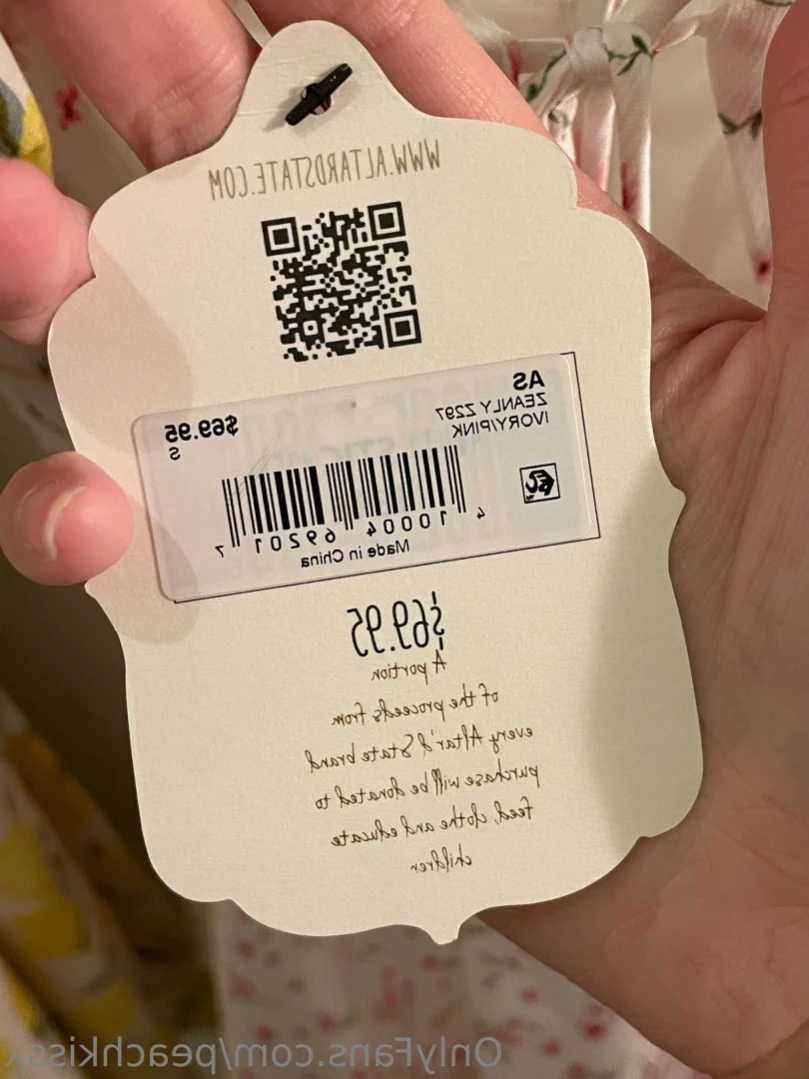 WWW.ALTARDSTATE.COM
AS
ZEANLY Z297
IVORY/PINK
$69.95
S
4 10004 69201 7
Made in China
$69.95
A portion
of the proceeds from
every Altar'd State brand
purchase will be donated to
feed, clothe and educate
children
OnlyFans.com/peachkissx